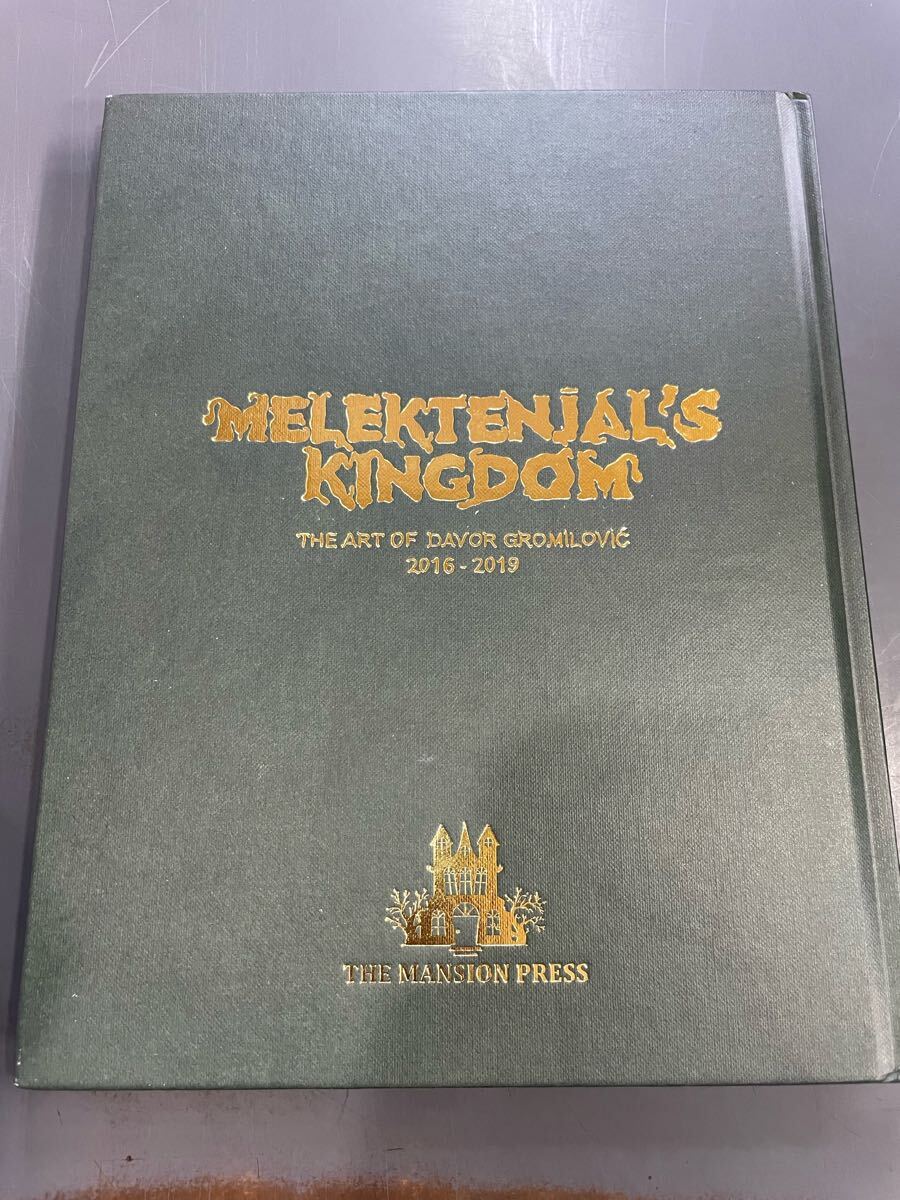 MELEKTENJAL'S
KINGDOM
THE ART OF DAVOR GROMILOVIĆ
2016 - 2019
THE MANSION PRESS